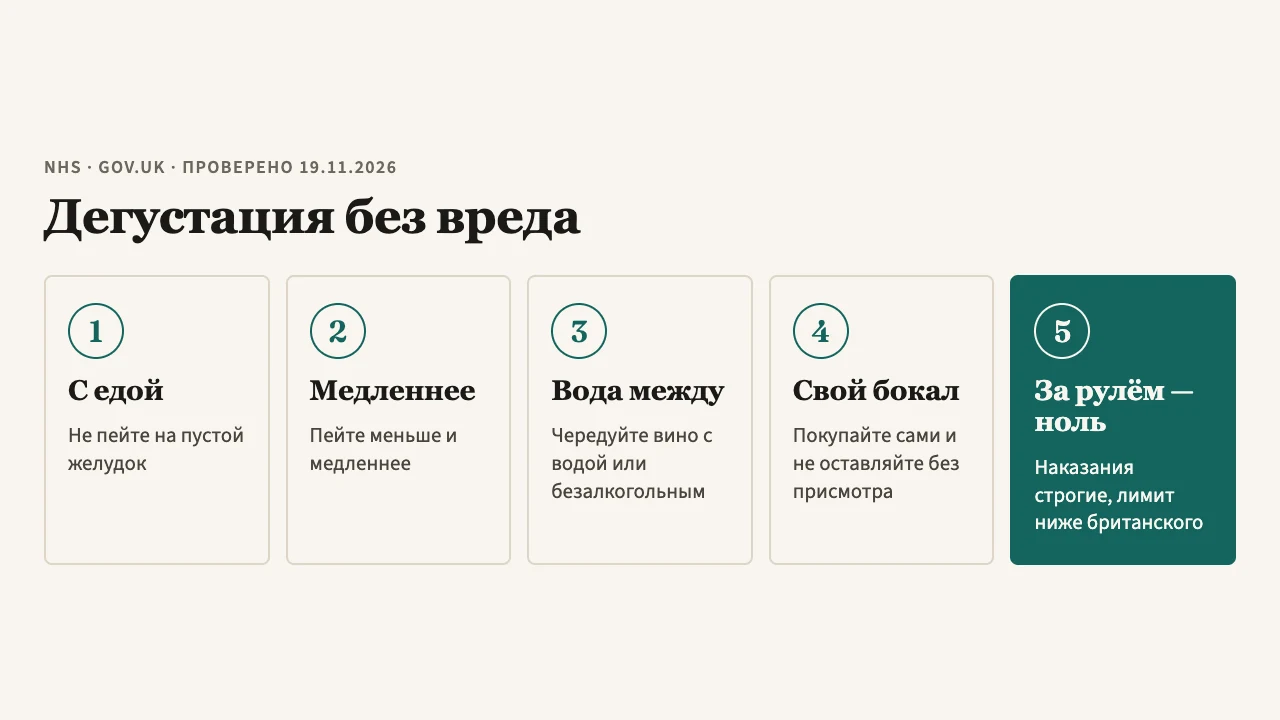 NHS · GOV.UK · ПРОВЕРЕНО 19.11.2026
Дегустация без вреда
1
С едой
Не пейте на пустой
желудок
2
Медленнее
Пейте меньше и
медленнее
3
Вода между
Чередуйте вино с
водой или
безалкогольным
4
Свой бокал
Покупайте сами и
не оставляйте без
присмотра
5
За рулём —
ноль
Наказания
строгие, лимит
ниже британского